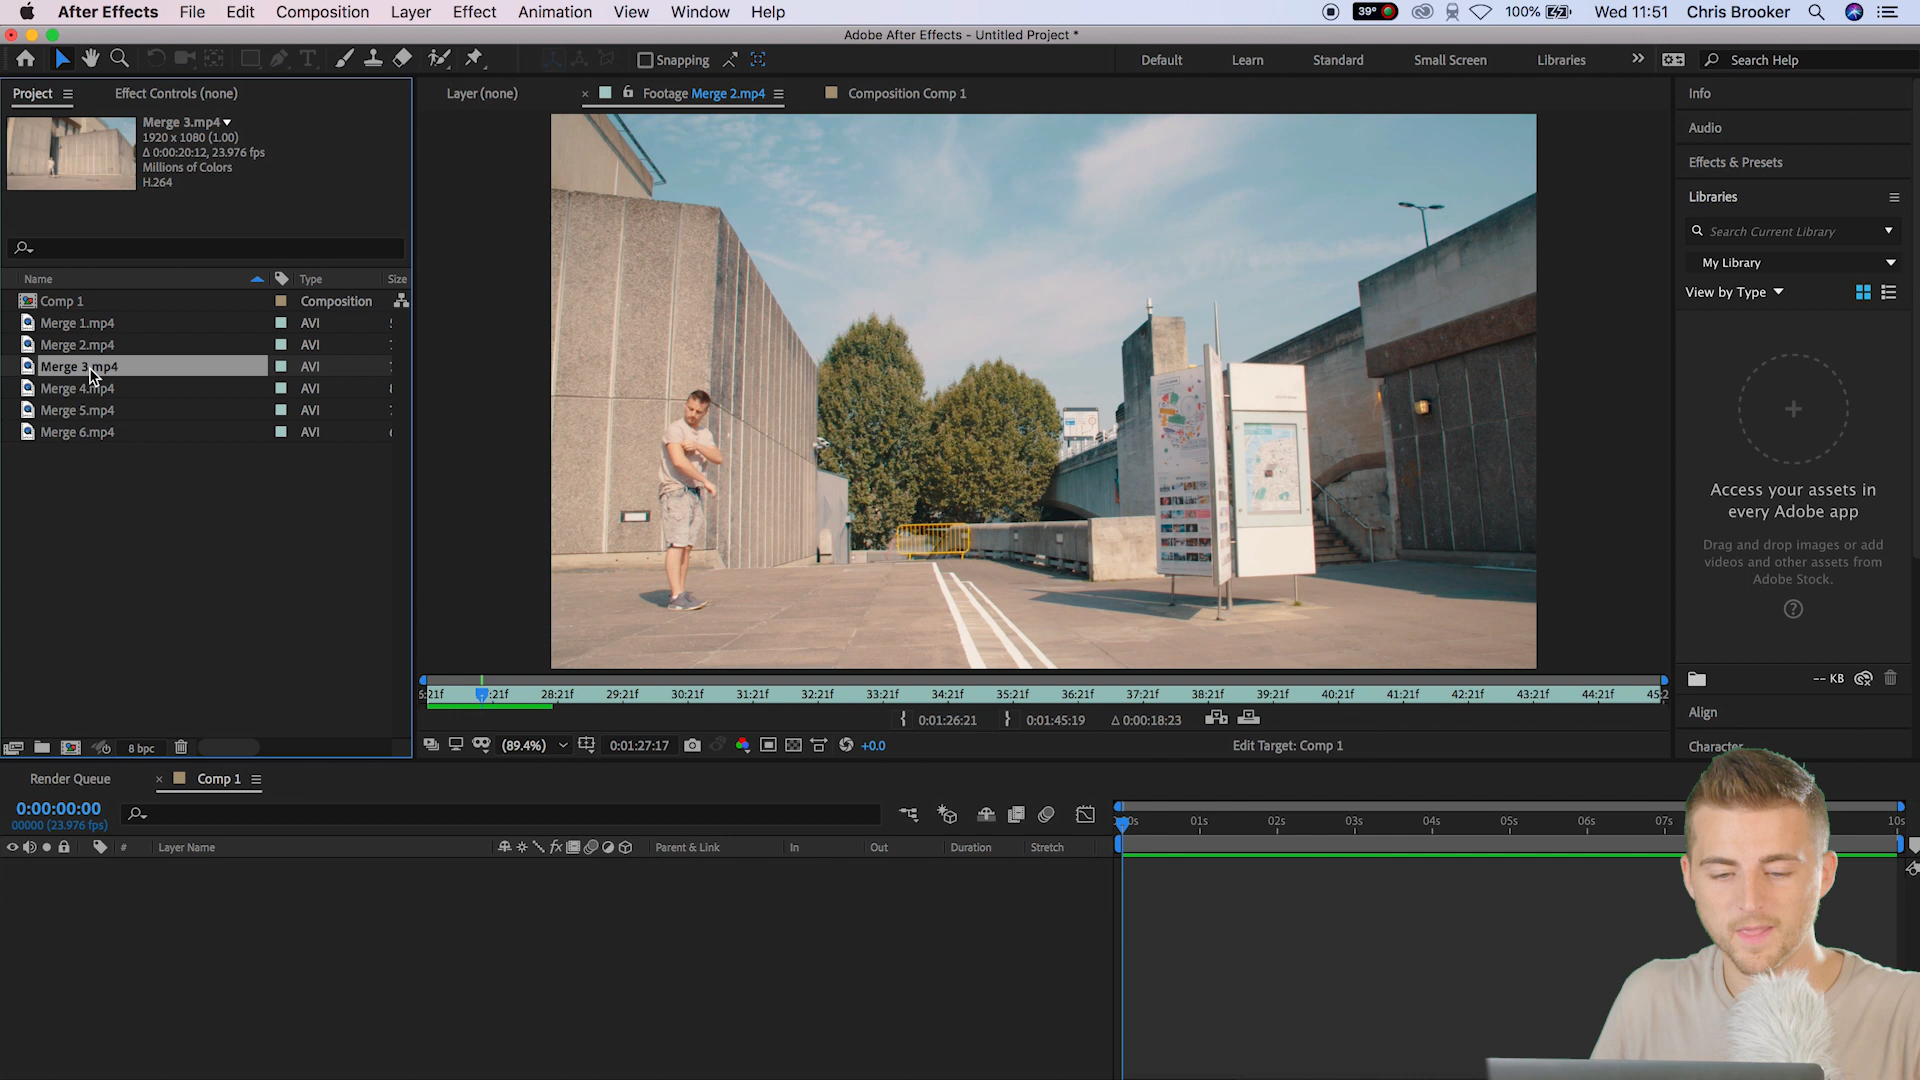 After Effects File Edit Composition Layer Effect Animation View Window Help 39° 100% Wed 11:51 Chris Brooker
Adobe After Effects - Untitled Project *
Snapping Default Learn Standard Small Screen Libraries Search Help
Project Effect Controls (none) Layer (none) Footage Merge 2.mp4 Composition Comp 1 Info
Merge 3.mp4
1920 x 1080 (1.00)
Δ 0:00:20:12, 23.976 fps
Millions of Colors
H.264
Audio
Effects & Presets
Libraries
Search Current Library
My Library
View by Type
Name Type Size
Comp 1 Composition
Merge 1.mp4 AVI
Merge 2.mp4 AVI
Merge 3.mp4 AVI
Merge 4.mp4 AVI
Merge 5.mp4 AVI
Merge 6.mp4 AVI
Access your assets in
every Adobe app
Drag and drop images or add
videos and other assets from
Adobe Stock.
-- KB
28:21f 29:21f 30:21f 31:21f 32:21f 33:21f 34:21f 35:21f 36:21f 37:21f 38:21f 39:21f 40:21f 41:21f 42:21f 43:21f 44:21f
0:01:26:21 0:01:45:19 Δ 0:00:18:23
Align
8 bpc (89.4%) 0:01:27:17 +0.0 Edit Target: Comp 1
Character
Render Queue Comp 1
0:00:00:00
00000 (23.976 fps)
01s 02s 03s 04s 05s 06s 07s 10s
# Layer Name Parent & Link In Out Duration Stretch